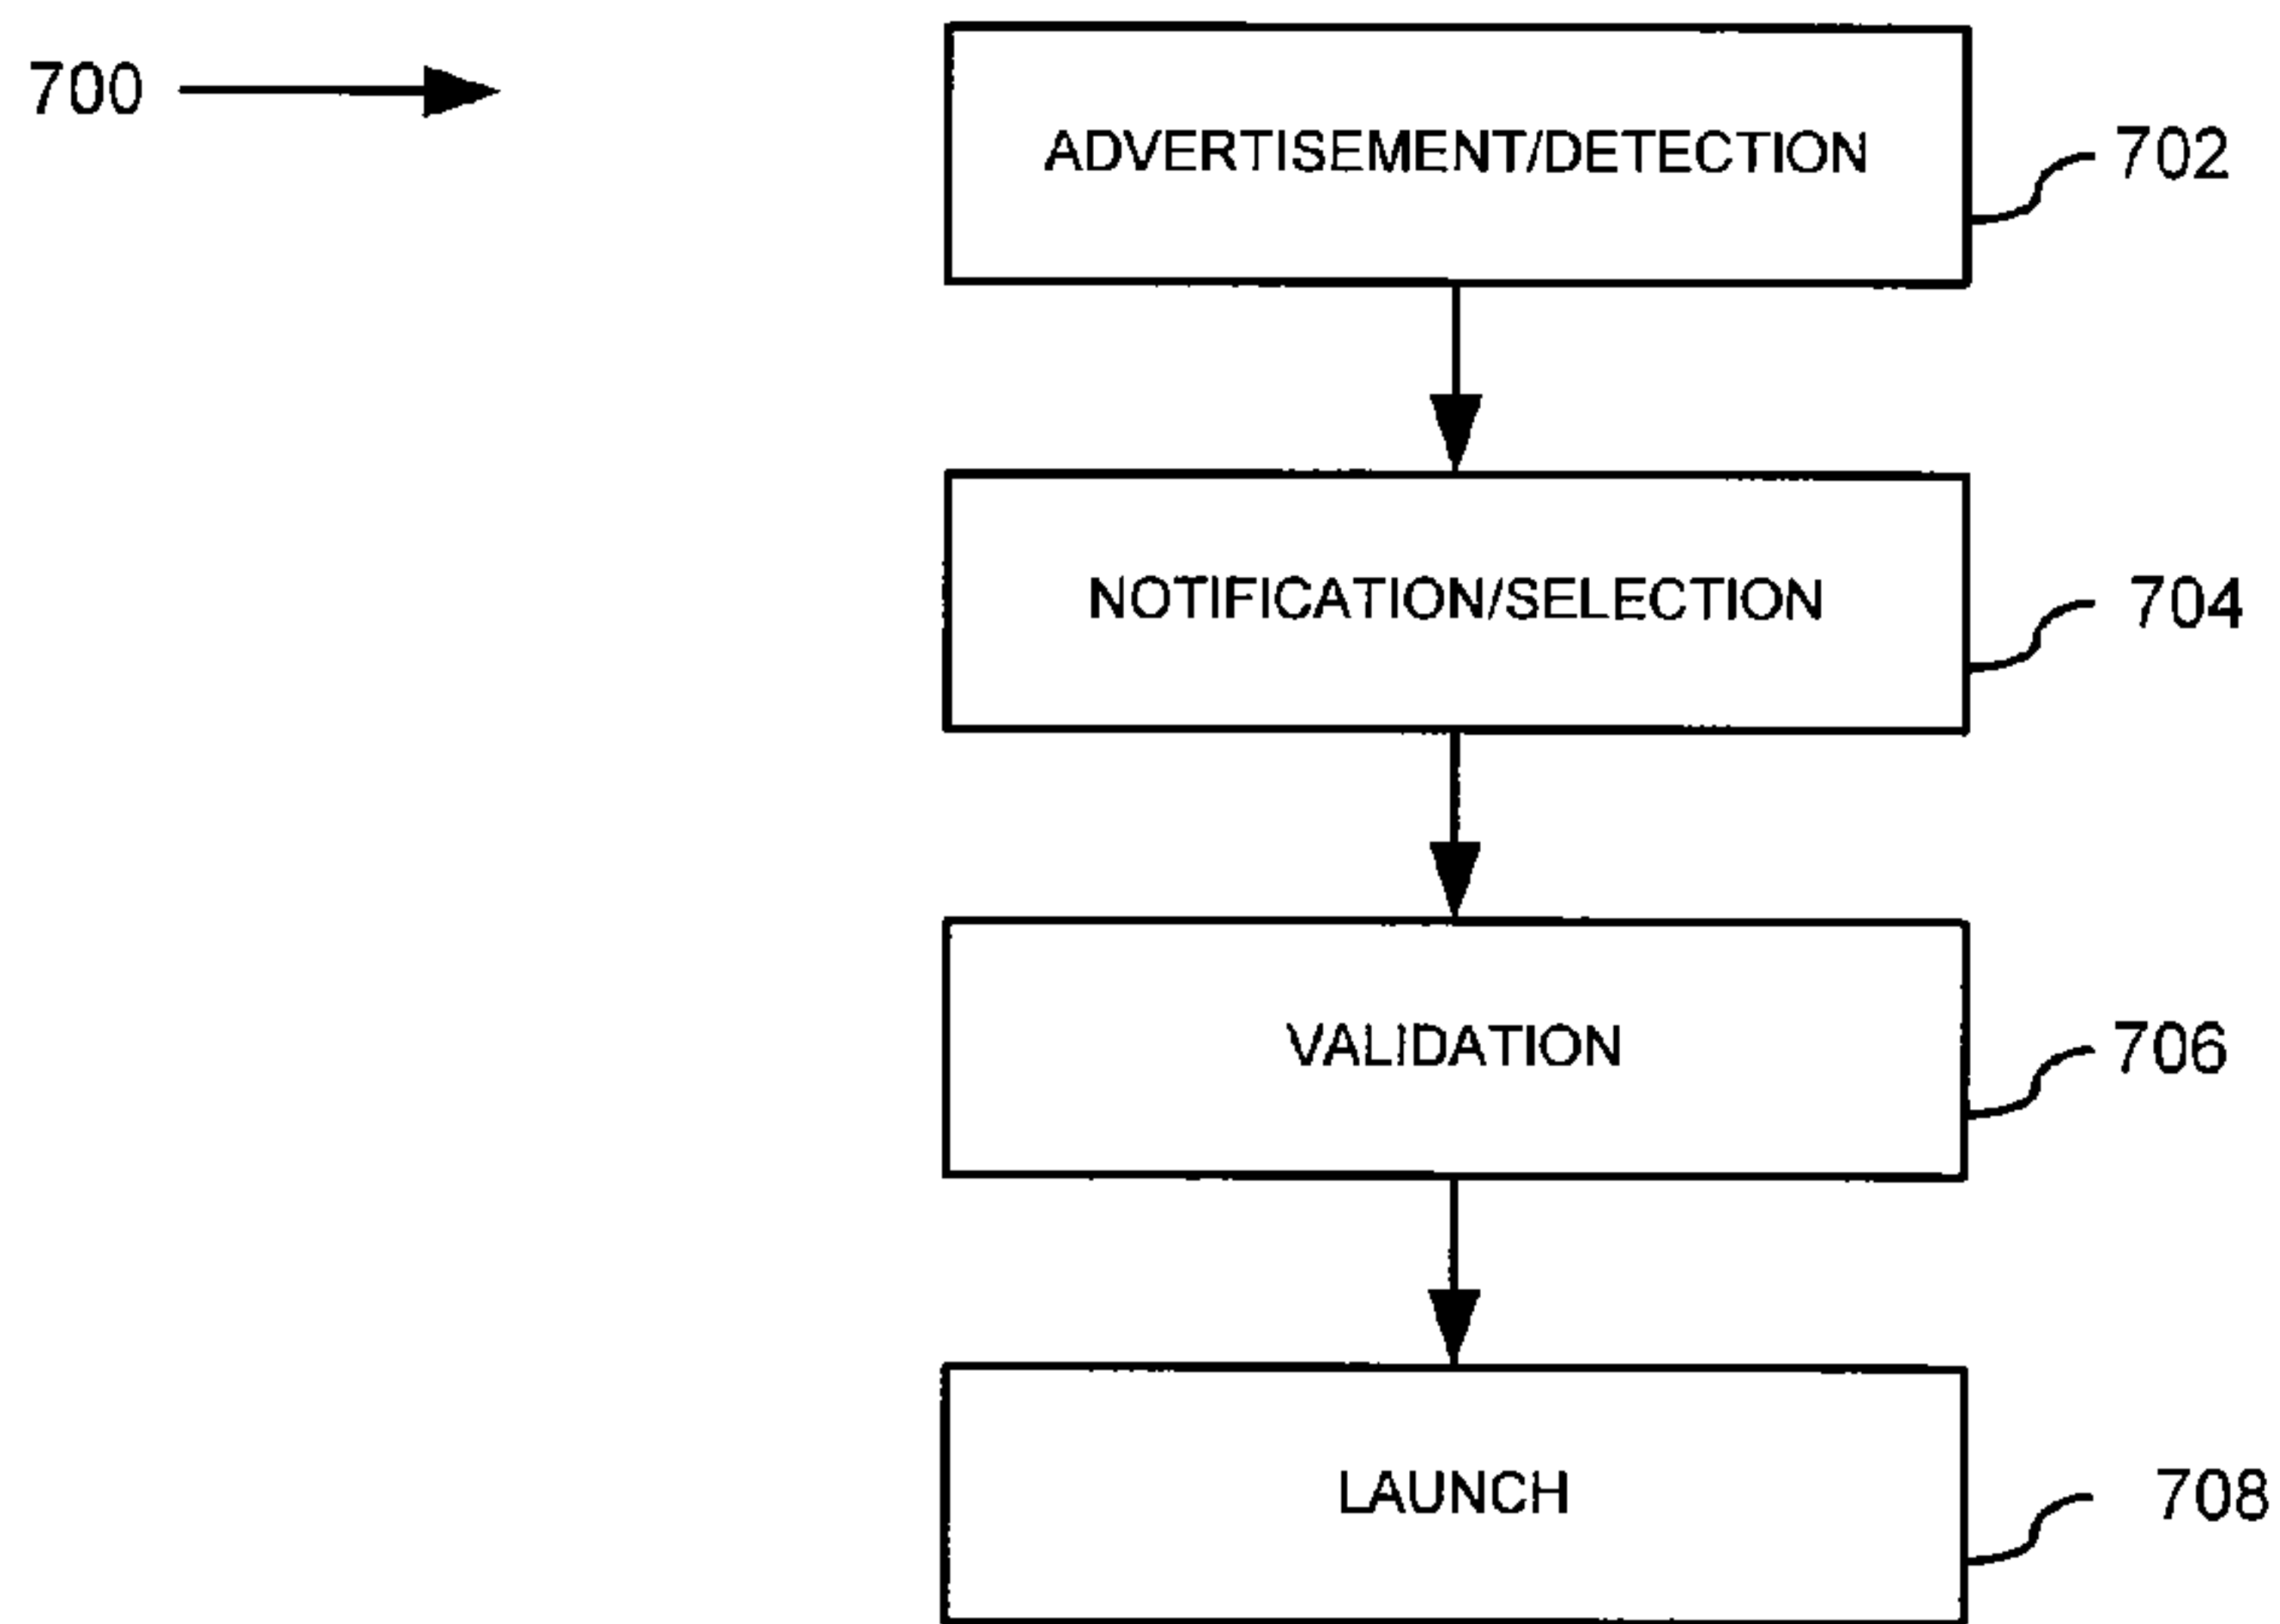 700
ADVERTISEMENT/DETECTION
702
NOTIFICATION/SELECTION
704
VALIDATION
706
LAUNCH
708